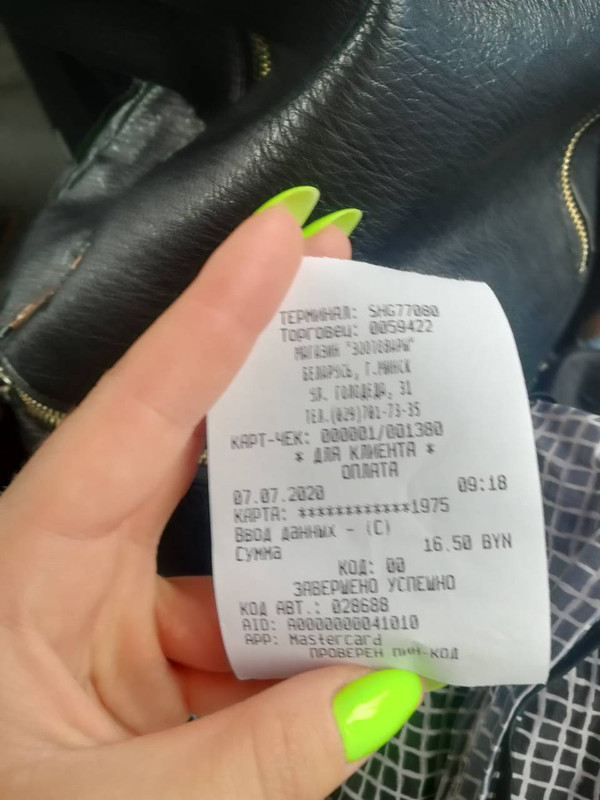 ТЕРМИНАЛ: SHG77080
Торговец: 0059422
МАГАЗИН "ЗООТОВАРЫ"
БЕЛАРУСЬ, Г.МИНСК
УЛ. ГОЛОДЕДА, 31
ТЕЛ.(029)701-73-35
КАРТ-ЧЕК: 000001/001380
* ДЛЯ КЛИЕНТА *
ОПЛАТА
07.07.2020 09:18
КАРТА: ************1975
Ввод данных - (C)
Сумма 16.50 BYN
КОД: 00
ЗАВЕРШЕНО УСПЕШНО
КОД АВТ.: 028688
AID: A0000000041010
APP: Mastercard
ПРОВЕРЕН ПИН-КОД